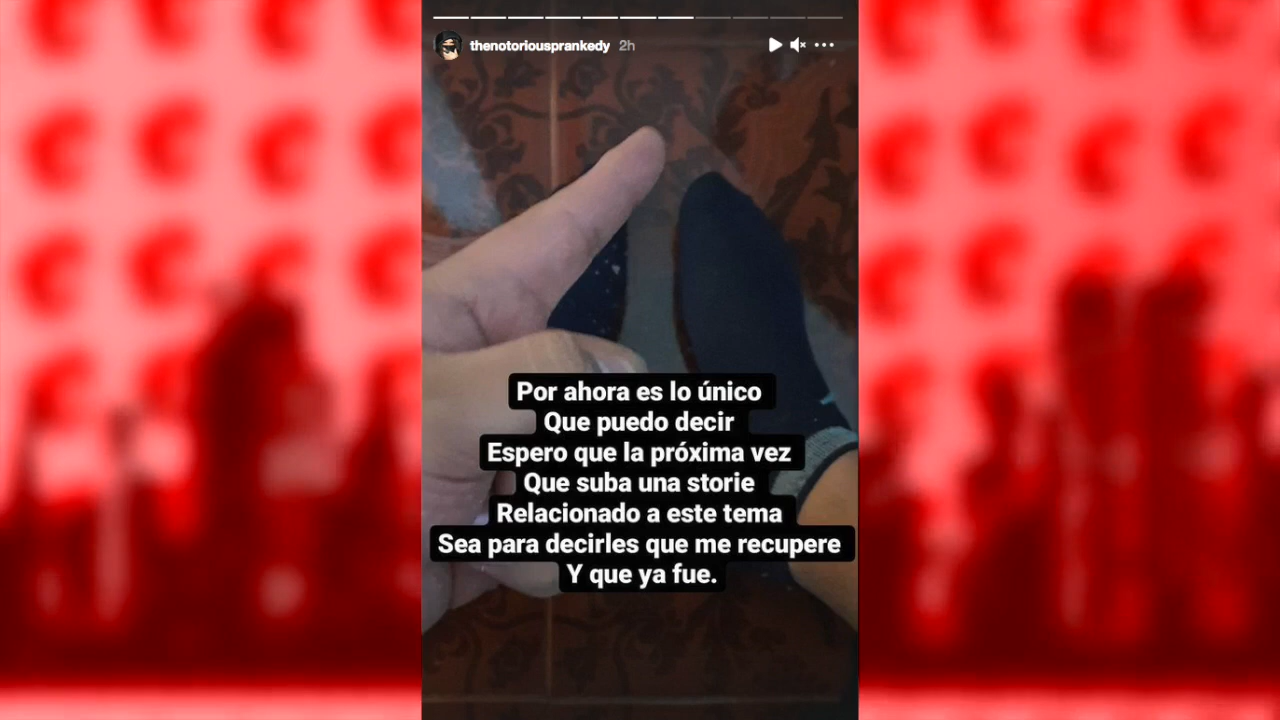 thenotoriousprankedy 2h
Por ahora es lo único
Que puedo decir
Espero que la próxima vez
Que suba una storie
Relacionado a este tema
Sea para decirles que me recupere
Y que ya fue.